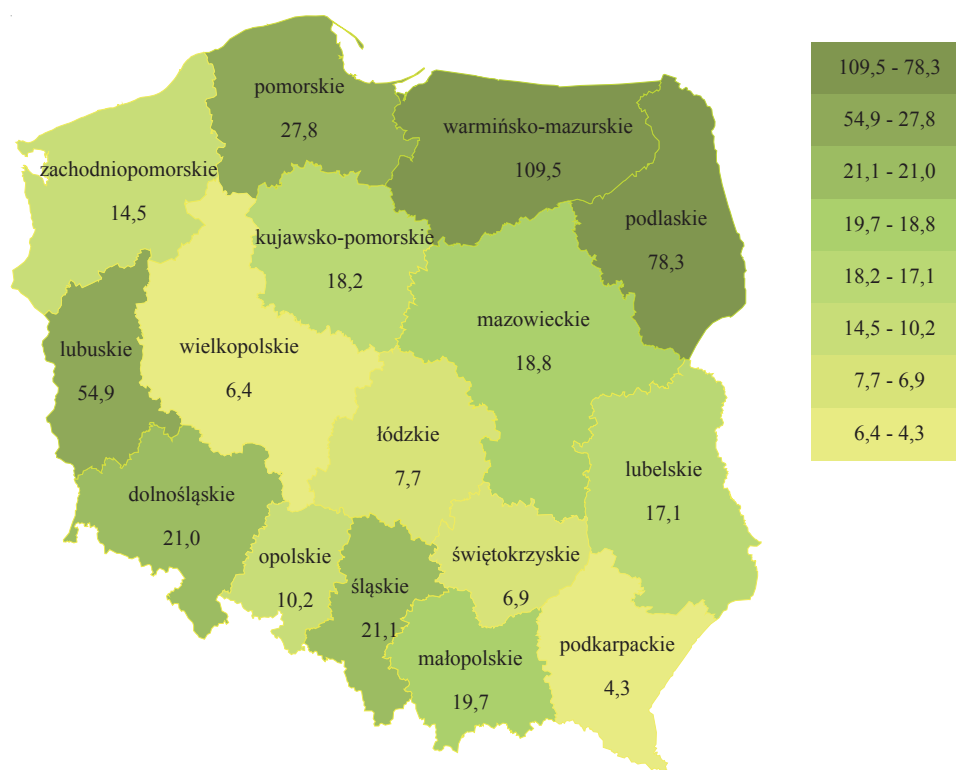 pomorskie
27,8
warmińsko-mazurskie
109,5
zachodniopomorskie
14,5
podlaskie
78,3
kujawsko-pomorskie
18,2
mazowieckie
18,8
lubuskie
54,9
wielkopolskie
6,4
łódzkie
7,7
lubelskie
17,1
dolnośląskie
21,0
opolskie
10,2
śląskie
21,1
świętokrzyskie
6,9
małopolskie
19,7
podkarpackie
4,3
109,5 - 78,3
54,9 - 27,8
21,1 - 21,0
19,7 - 18,8
18,2 - 17,1
14,5 - 10,2
7,7 - 6,9
6,4 - 4,3